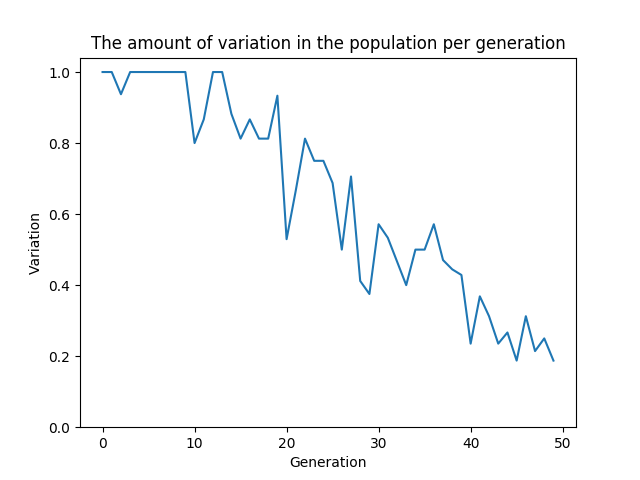 The amount of variation in the population per generation
1.0
0.8
0.6
0.4
0.2
0.0
Variation
0 10 20 30 40 50
Generation